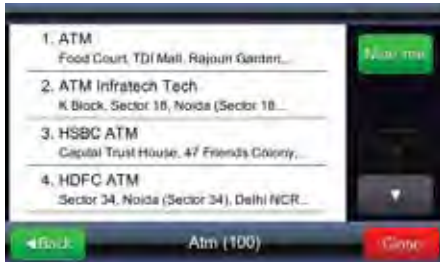 1. ATM
Food Court, TDI Mall, Rajouri Garden,...
Near me
2. ATM Infratech Tech
K Block, Sector 18, Noida (Sector 18...
3. HSBC ATM
Capital Trust House, 47 Friends Colony,...
4. HDFC ATM
Sector 34, Noida (Sector 34), Delhi NCR...
Back
Atm (100)
Close